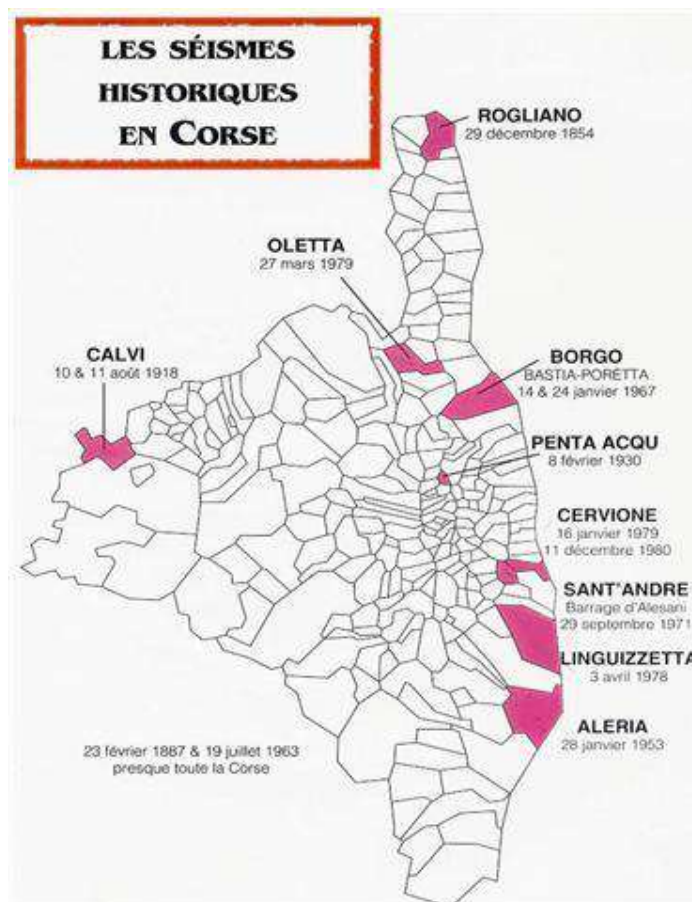 LES SÉISMES
HISTORIQUES
EN CORSE
ROGLIANO
29 décembre 1854
OLETTA
27 mars 1979
CALVI
10 & 11 août 1918
BORGO
BASTIA-PORETTA
14 & 24 janvier 1967
PENTA ACQU
8 février 1930
CERVIONE
16 janvier 1979
11 décembre 1980
SANT'ANDRE
Barrage d'Alesani
29 septembre 1971
LINGUIZZETTA
3 avril 1978
ALERIA
28 janvier 1953
23 février 1887 & 19 juillet 1963
presque toute la Corse